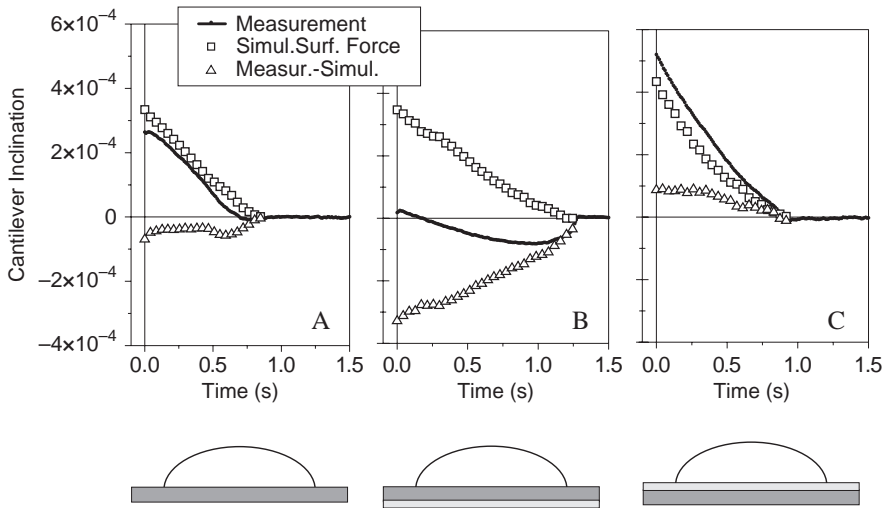 6×10⁻⁴
4×10⁻⁴
2×10⁻⁴
0
−2×10⁻⁴
−4×10⁻⁴
Cantilever Inclination
Measurement
Simul.Surf. Force
Measur.-Simul.
A
B
C
0.0 0.5 1.0 1.5
0.0 0.5 1.0 1.5
0.0 0.5 1.0 1.5
Time (s)
Time (s)
Time (s)